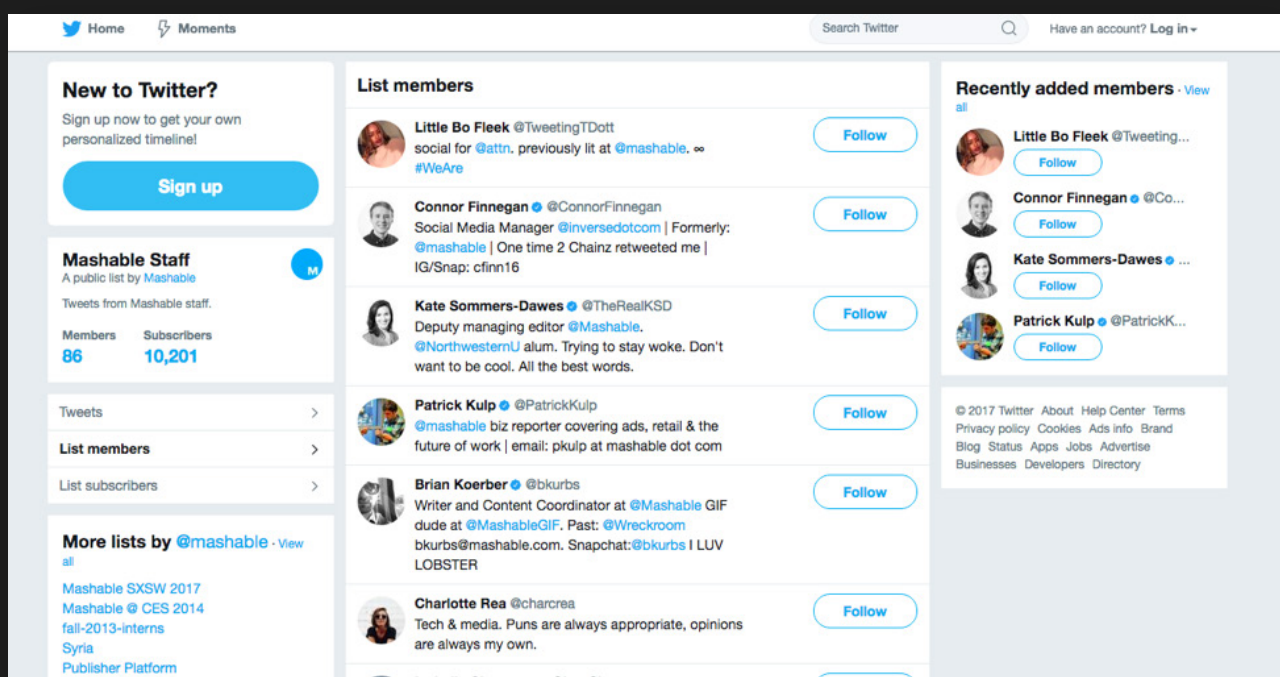 Home Moments Search Twitter Have an account? Log in
New to Twitter?
Sign up now to get your own
personalized timeline!
Sign up
Mashable Staff
A public list by Mashable
Tweets from Mashable staff.
Members Subscribers
86 10,201
Tweets
List members
List subscribers
More lists by @mashable · View
all
Mashable SXSW 2017
Mashable @ CES 2014
fall-2013-interns
Syria
Publisher Platform
M
List members
Little Bo Fleek @TweetingTDott
social for @attn. previously lit at @mashable. ∞
#WeAre
Follow
Connor Finnegan @ConnorFinnegan
Social Media Manager @inversedotcom | Formerly:
@mashable | One time 2 Chainz retweeted me |
IG/Snap: cfinn16
Follow
Kate Sommers-Dawes @TheRealKSD
Deputy managing editor @Mashable.
@NorthwesternU alum. Trying to stay woke. Don't
want to be cool. All the best words.
Follow
Patrick Kulp @PatrickKulp
@mashable biz reporter covering ads, retail & the
future of work | email: pkulp at mashable dot com
Follow
Brian Koerber @bkurbs
Writer and Content Coordinator at @Mashable GIF
dude at @MashableGIF. Past: @Wreckroom
bkurbs@mashable.com. Snapchat:@bkurbs I LUV
LOBSTER
Follow
Charlotte Rea @charcrea
Tech & media. Puns are always appropriate, opinions
are always my own.
Follow
Recently added members · View
all
Little Bo Fleek @Tweeting...
Follow
Connor Finnegan @Co...
Follow
Kate Sommers-Dawes ...
Follow
Patrick Kulp @PatrickK...
Follow
© 2017 Twitter About Help Center Terms
Privacy policy Cookies Ads info Brand
Blog Status Apps Jobs Advertise
Businesses Developers Directory